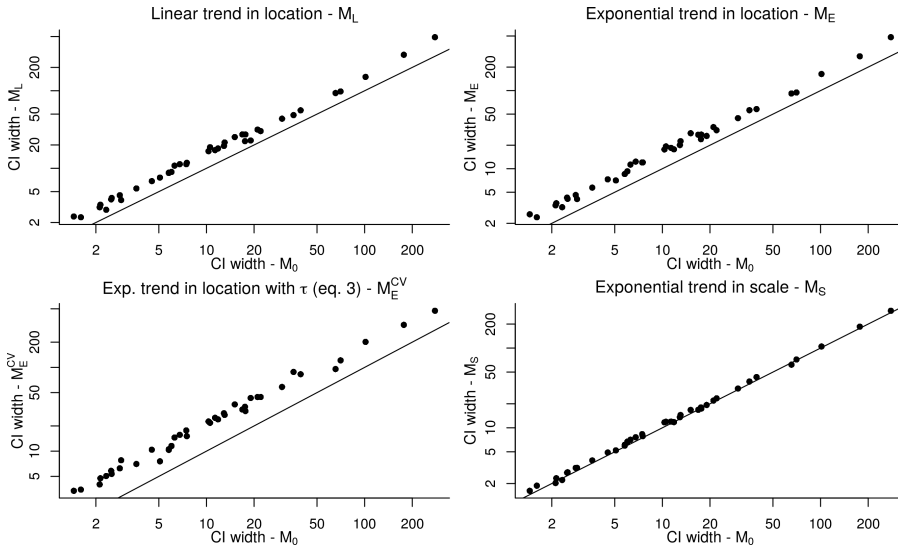 Linear trend in location - M_L
CI width - M_L
2 5 10 20 50 200
2 5 10 20 50 100 200
CI width - M_0
Exponential trend in location - M_E
CI width - M_E
2 5 10 20 50 200
2 5 10 20 50 100 200
CI width - M_0
Exp. trend in location with τ (eq. 3) - M_E^CV
CI width - M_E^CV
5 10 20 50 200
2 5 10 20 50 100 200
CI width - M_0
Exponential trend in scale - M_S
CI width - M_S
2 5 10 20 50 200
2 5 10 20 50 100 200
CI width - M_0